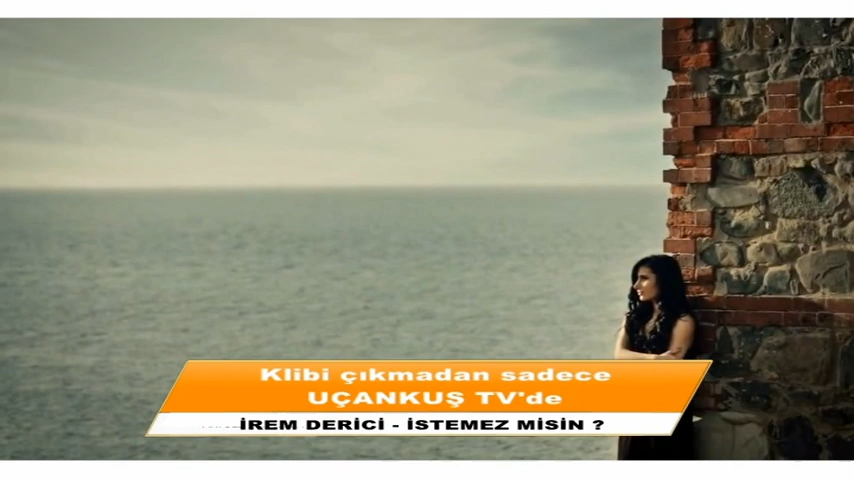 Klibi çıkmadan sadece
UÇANKUŞ TV'de
İREM DERİCİ - İSTEMEZ MİSİN ?